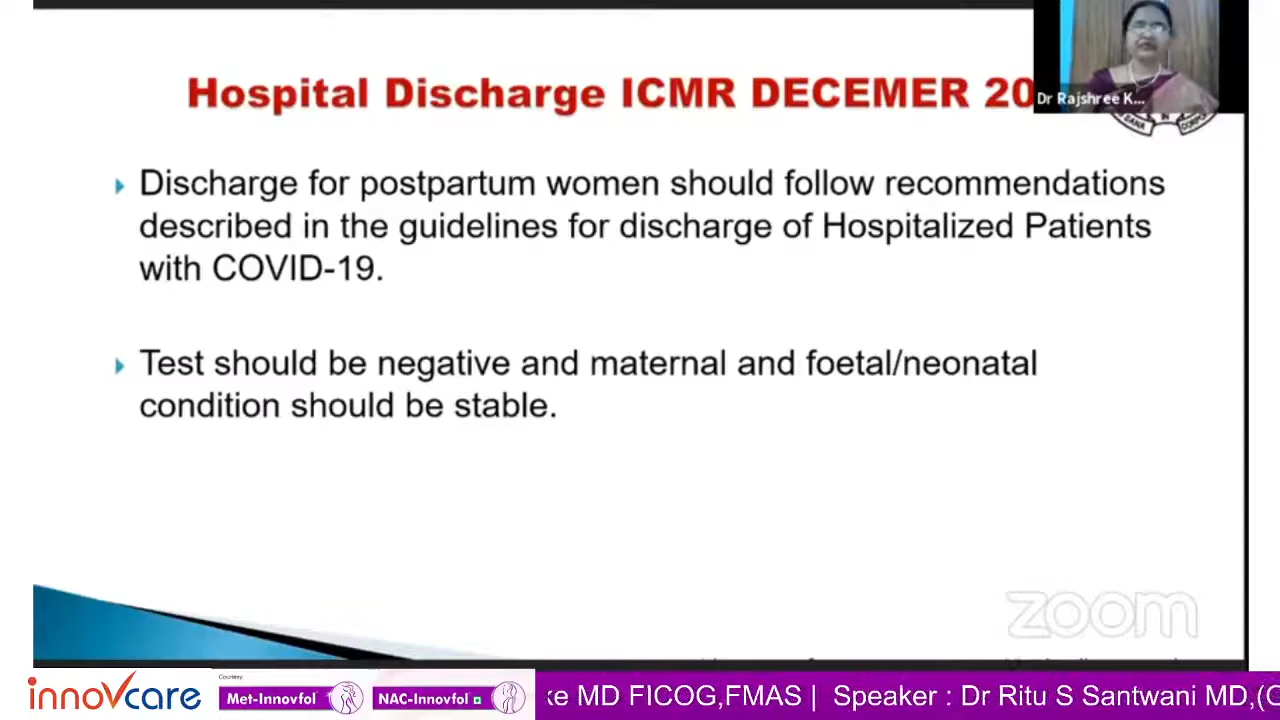 Hospital Discharge ICMR DECEMER 20
Dr Rajshree K...
IN
Discharge for postpartum women should follow recommendations
described in the guidelines for discharge of Hospitalized Patients
with COVID-19.
Test should be negative and maternal and foetal/neonatal
condition should be stable.
zoom
innovcare
Courtesy
Met-Innovfol
NAC-Innovfol
ke MD FICOG,FMAS | Speaker : Dr Ritu S Santwani MD,(